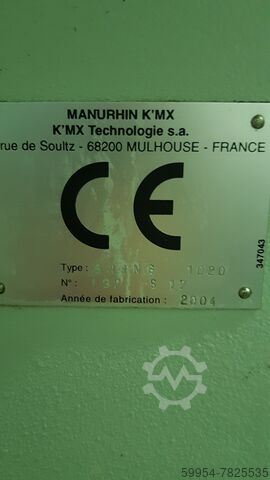 MANURHIN K'MX
K'MX Technologie s.a.
rue de Soultz - 68200 MULHOUSE - FRANCE
CE
Type : 1020
N° :
Année de fabrication : 2004
347043
59954-7825535